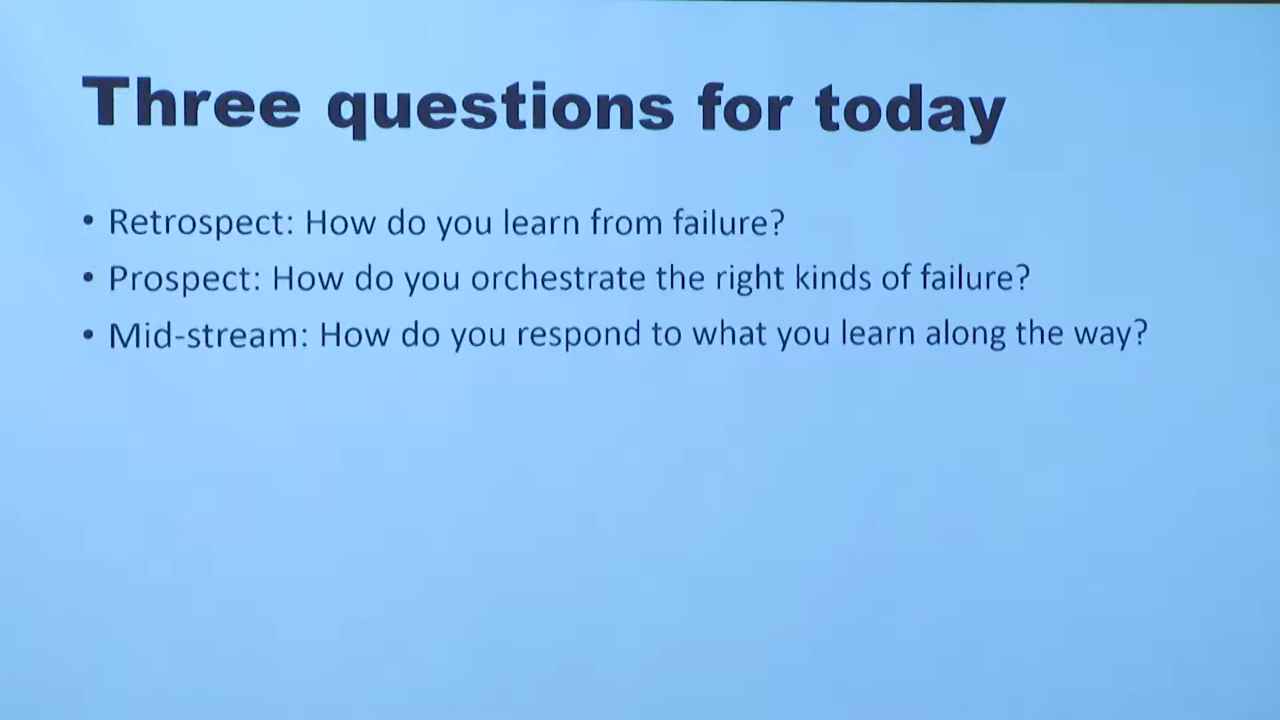 Three questions for today
• Retrospect: How do you learn from failure?
• Prospect: How do you orchestrate the right kinds of failure?
• Mid-stream: How do you respond to what you learn along the way?